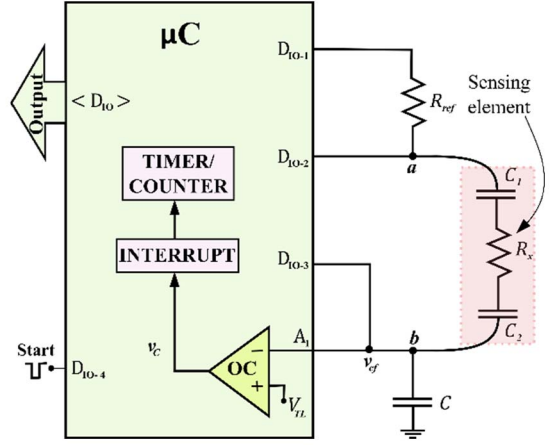 μC
D_IO-1
Sensing
element
R_ref
Output
< D_IO >
TIMER/
COUNTER
D_IO-2
a
C_1
R_x
INTERRUPT
D_IO-3
C_2
Start
D_IO-4
v_C
OC
−
+
V_TL
A_1
v_ef
b
C